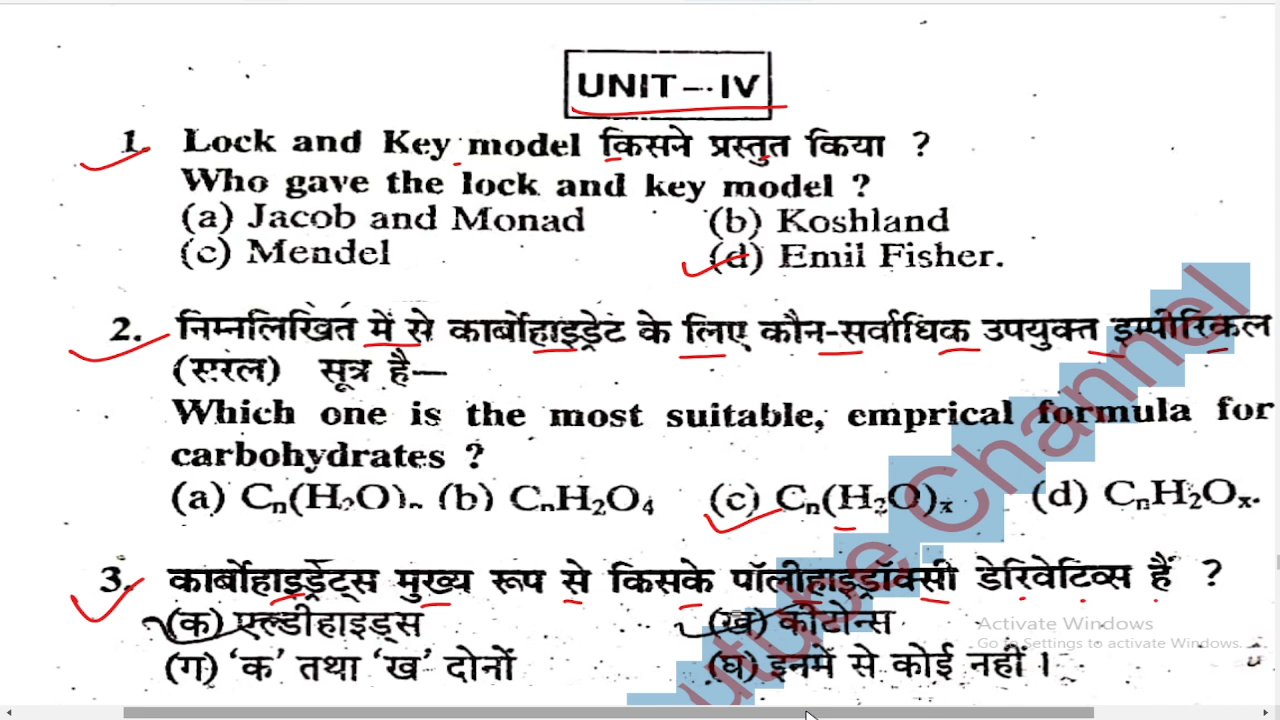 UNIT-IV
1. Lock and Key model किसने प्रस्तुत किया ?
Who gave the lock and key model ?
(a) Jacob and Monad (b) Koshland
(c) Mendel (d) Emil Fisher.
2. निम्नलिखित में से कार्बोहाइड्रेट के लिए कौन-सर्वाधिक उपयुक्त इम्पीरिकल
(सरल) सूत्र है—
Which one is the most suitable, emprical formula for
carbohydrates ?
(a) Cₙ(H₂O)ₙ (b) CₙH₂O₄ (c) Cₙ(H₂O)ₓ (d) CₙH₂Oₓ.
3. कार्बोहाइड्रेट्स मुख्य रूप से किसके पॉलीहाइड्रॉक्सी डेरिवेटिव्स हैं ?
(क) एल्डीहाइड्स (ख) कीटोन्स
(ग) 'क' तथा 'ख' दोनों (घ) इनमें से कोई नहीं ।
utube Channel
Activate Windows
Go to Settings to activate Windows.